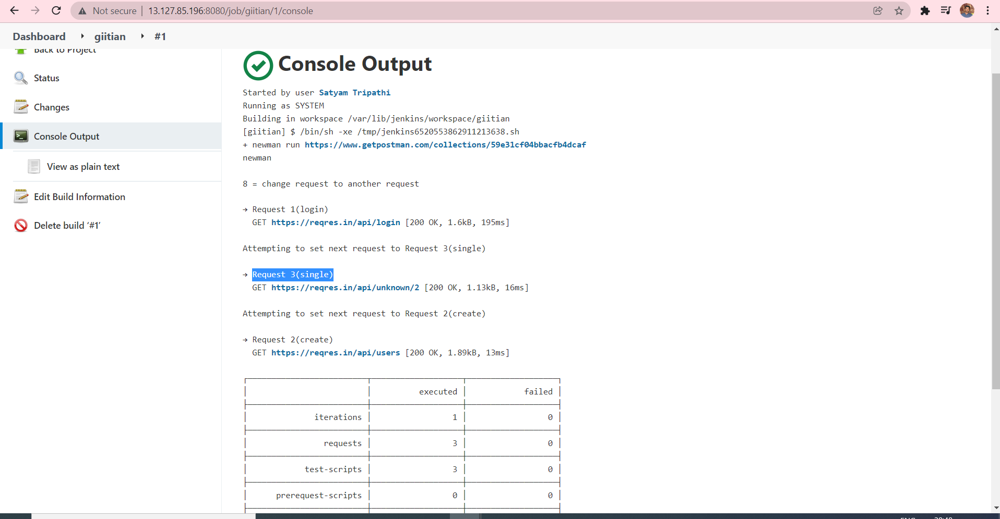 Not secure | 13.127.85.196:8080/job/giitian/1/console
Dashboard giitian #1
Back to Project
Status
Changes
Console Output
View as plain text
Edit Build Information
Delete build ‘#1’
Console Output
Started by user Satyam Tripathi
Running as SYSTEM
Building in workspace /var/lib/jenkins/workspace/giitian
[giitian] $ /bin/sh -xe /tmp/jenkins6520553862911213638.sh
+ newman run https://www.getpostman.com/collections/59e31cf04bbacfb4dcaf
newman
8 = change request to another request
→ Request 1(login)
GET https://reqres.in/api/login [200 OK, 1.6kB, 195ms]
Attempting to set next request to Request 3(single)
→ Request 3(single)
GET https://reqres.in/api/unknown/2 [200 OK, 1.13kB, 16ms]
Attempting to set next request to Request 2(create)
→ Request 2(create)
GET https://reqres.in/api/users [200 OK, 1.89kB, 13ms]
executed failed
iterations 1 0
requests 3 0
test-scripts 3 0
prerequest-scripts 0 0